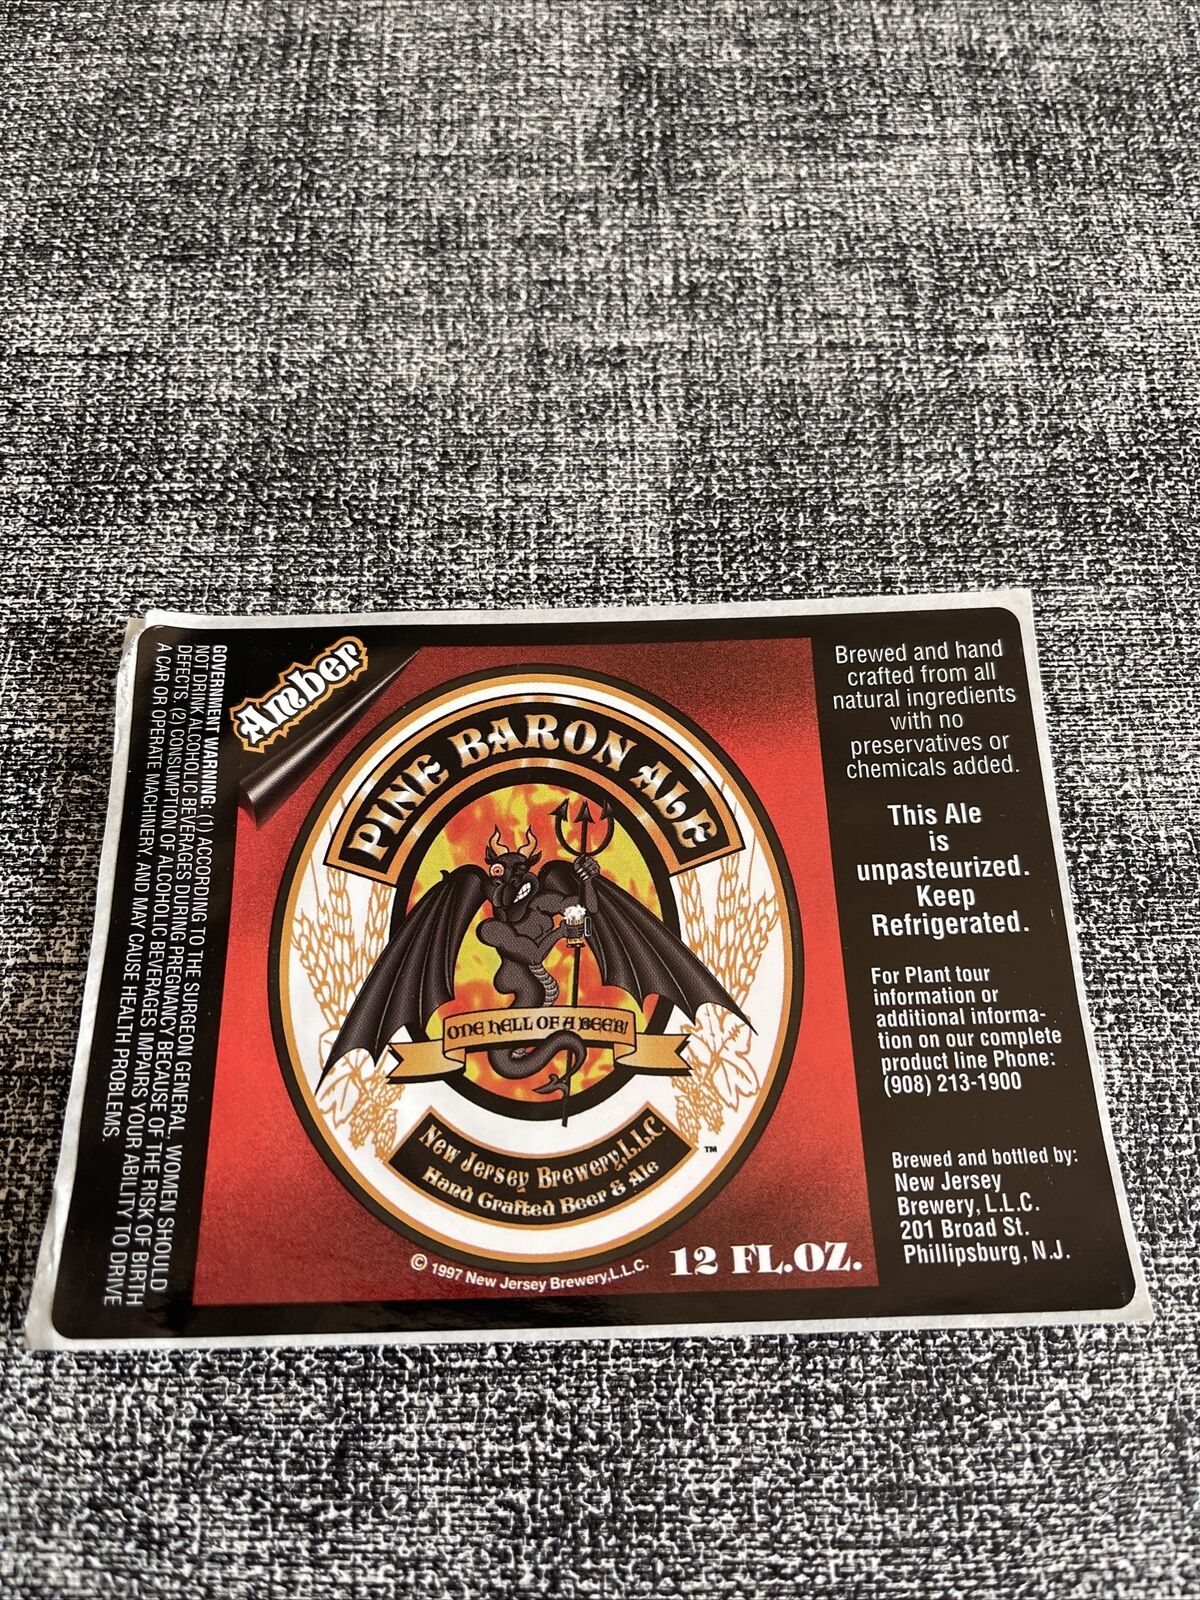 GOVERNMENT WARNING: (1) ACCORDING TO THE SURGEON GENERAL, WOMEN SHOULD
NOT DRINK ALCOHOLIC BEVERAGES DURING PREGNANCY BECAUSE OF THE RISK OF BIRTH
DEFECTS. (2) CONSUMPTION OF ALCOHOLIC BEVERAGES IMPAIRS YOUR ABILITY TO DRIVE
A CAR OR OPERATE MACHINERY, AND MAY CAUSE HEALTH PROBLEMS.
Amber
PINE BARON ALE
ONE HELL OF A BEER!
New Jersey Brewery, L.L.C.
Hand Crafted Beer & Ale
TM
© 1997 New Jersey Brewery, L.L.C.
12 FL.OZ.
Brewed and hand
crafted from all
natural ingredients
with no
preservatives or
chemicals added.
This Ale
is
unpasteurized.
Keep
Refrigerated.
For Plant tour
information or
additional informa-
tion on our complete
product line Phone:
(908) 213-1900
Brewed and bottled by:
New Jersey
Brewery, L.L.C.
201 Broad St.
Phillipsburg, N.J.